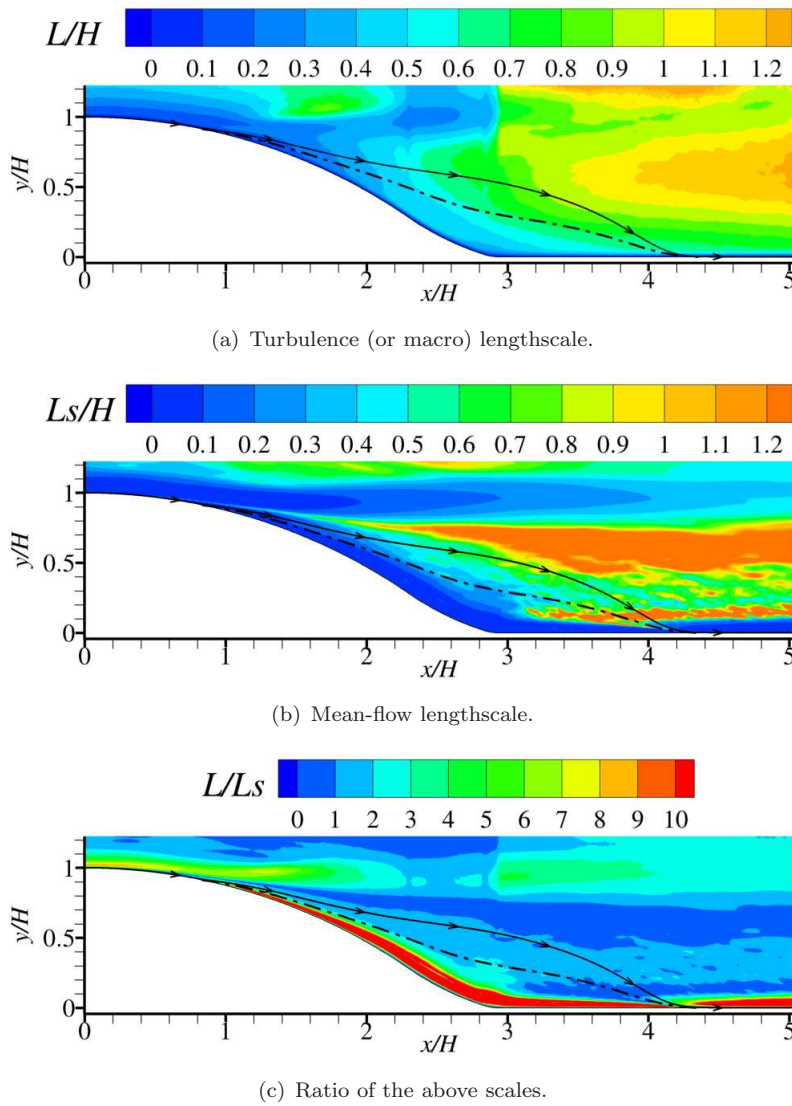 L/H
0 0.1 0.2 0.3 0.4 0.5 0.6 0.7 0.8 0.9 1 1.1 1.2
y/H
1
0.5
0
0 1 2 3 4 5
x/H
(a) Turbulence (or macro) lengthscale.
Ls/H
0 0.1 0.2 0.3 0.4 0.5 0.6 0.7 0.8 0.9 1 1.1 1.2
y/H
1
0.5
0
0 1 2 3 4 5
x/H
(b) Mean-flow lengthscale.
L/Ls
0 1 2 3 4 5 6 7 8 9 10
y/H
1
0.5
0
0 1 2 3 4 5
x/H
(c) Ratio of the above scales.